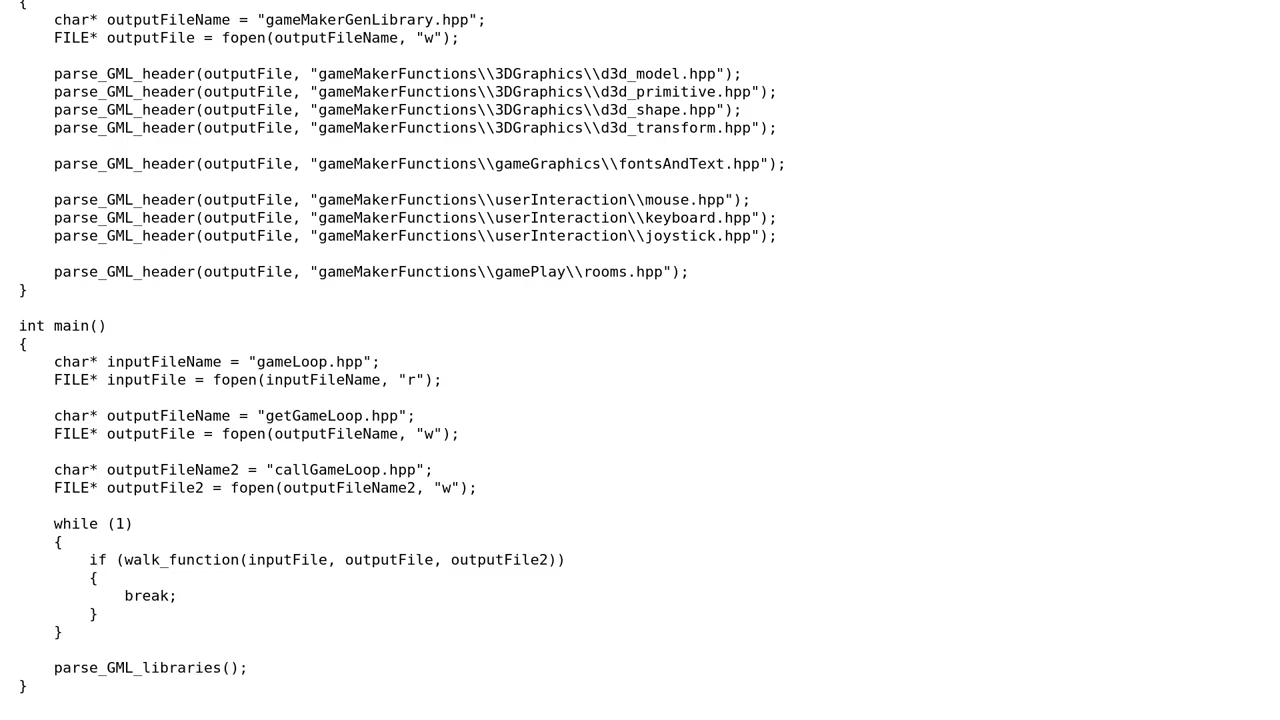 {
    char* outputFileName = "gameMakerGenLibrary.hpp";
    FILE* outputFile = fopen(outputFileName, "w");

    parse_GML_header(outputFile, "gameMakerFunctions\\3DGraphics\\d3d_model.hpp");
    parse_GML_header(outputFile, "gameMakerFunctions\\3DGraphics\\d3d_primitive.hpp");
    parse_GML_header(outputFile, "gameMakerFunctions\\3DGraphics\\d3d_shape.hpp");
    parse_GML_header(outputFile, "gameMakerFunctions\\3DGraphics\\d3d_transform.hpp");

    parse_GML_header(outputFile, "gameMakerFunctions\\gameGraphics\\fontsAndText.hpp");

    parse_GML_header(outputFile, "gameMakerFunctions\\userInteraction\\mouse.hpp");
    parse_GML_header(outputFile, "gameMakerFunctions\\userInteraction\\keyboard.hpp");
    parse_GML_header(outputFile, "gameMakerFunctions\\userInteraction\\joystick.hpp");

    parse_GML_header(outputFile, "gameMakerFunctions\\gamePlay\\rooms.hpp");
}

int main()
{
    char* inputFileName = "gameLoop.hpp";
    FILE* inputFile = fopen(inputFileName, "r");

    char* outputFileName = "getGameLoop.hpp";
    FILE* outputFile = fopen(outputFileName, "w");

    char* outputFileName2 = "callGameLoop.hpp";
    FILE* outputFile2 = fopen(outputFileName2, "w");

    while (1)
    {
        if (walk_function(inputFile, outputFile, outputFile2))
        {
            break;
        }
    }

    parse_GML_libraries();
}